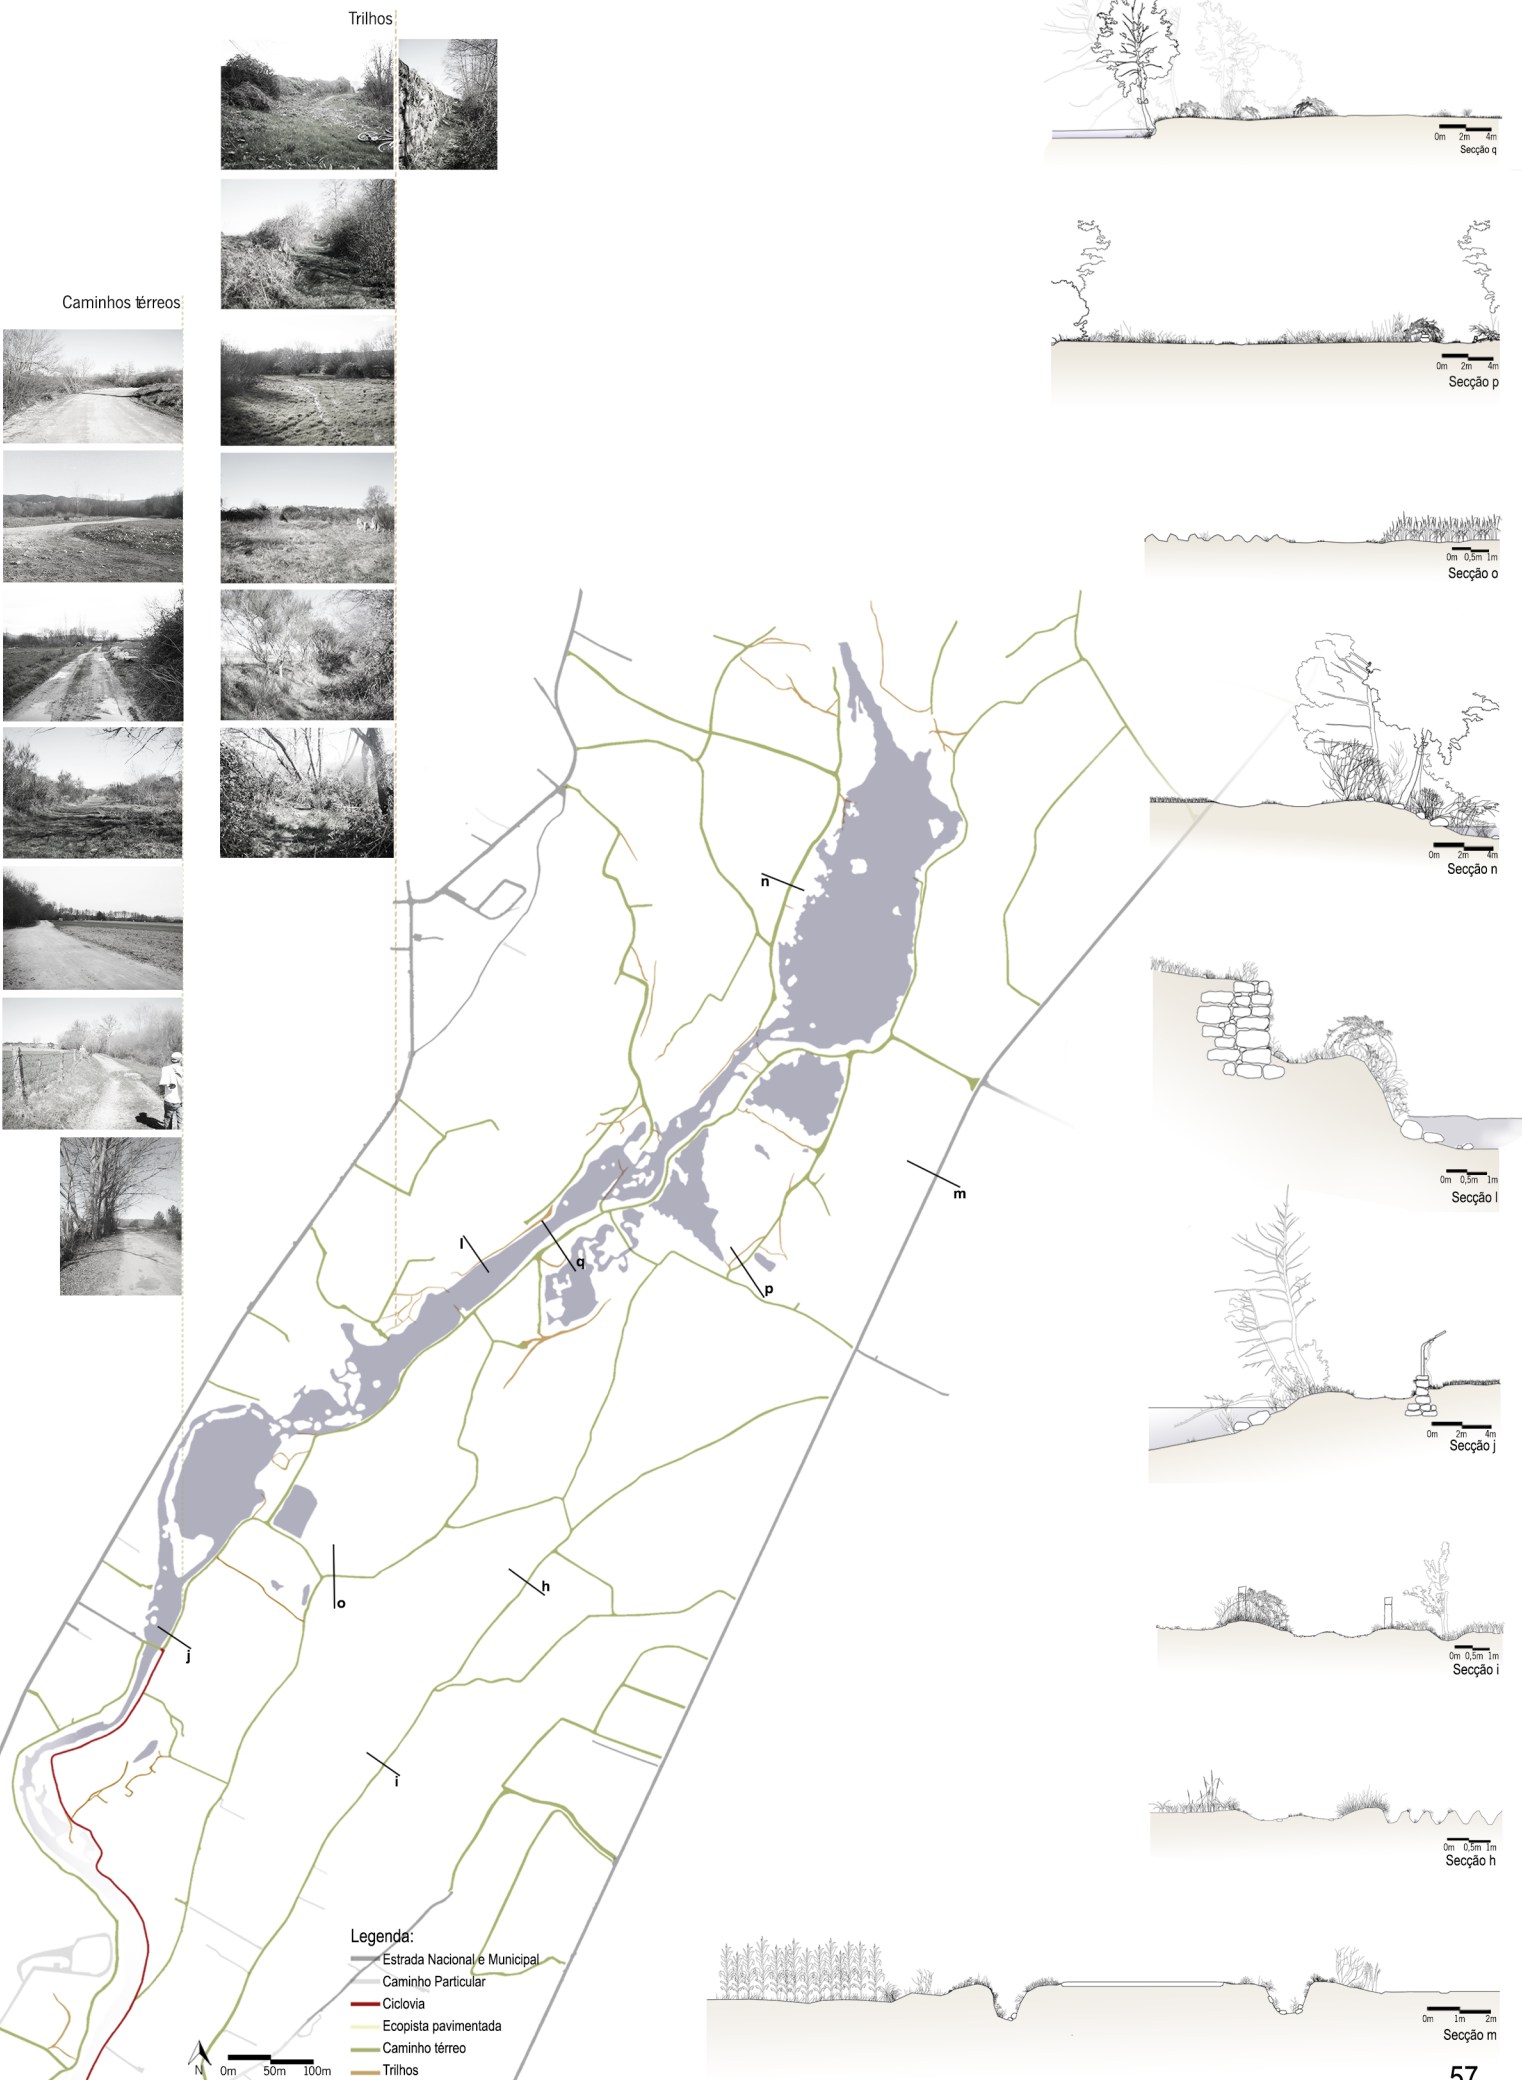 Trilhos
0m 2m 4m
Secção q
0m 2m 4m
Secção p
Caminhos térreos
0m 0,5m 1m
Secção o
0m 2m 4m
Secção n
n
0m 0,5m 1m
Secção l
m
l
q
p
0m 2m 4m
Secção j
h
o
j
0m 0,5m 1m
Secção i
i
0m 0,5m 1m
Secção h
Legenda:
Estrada Nacional e Municipal
Caminho Particular
Ciclovia
Ecopista pavimentada
Caminho térreo
Trilhos
N
0m 50m 100m
0m 1m 2m
Secção m
57